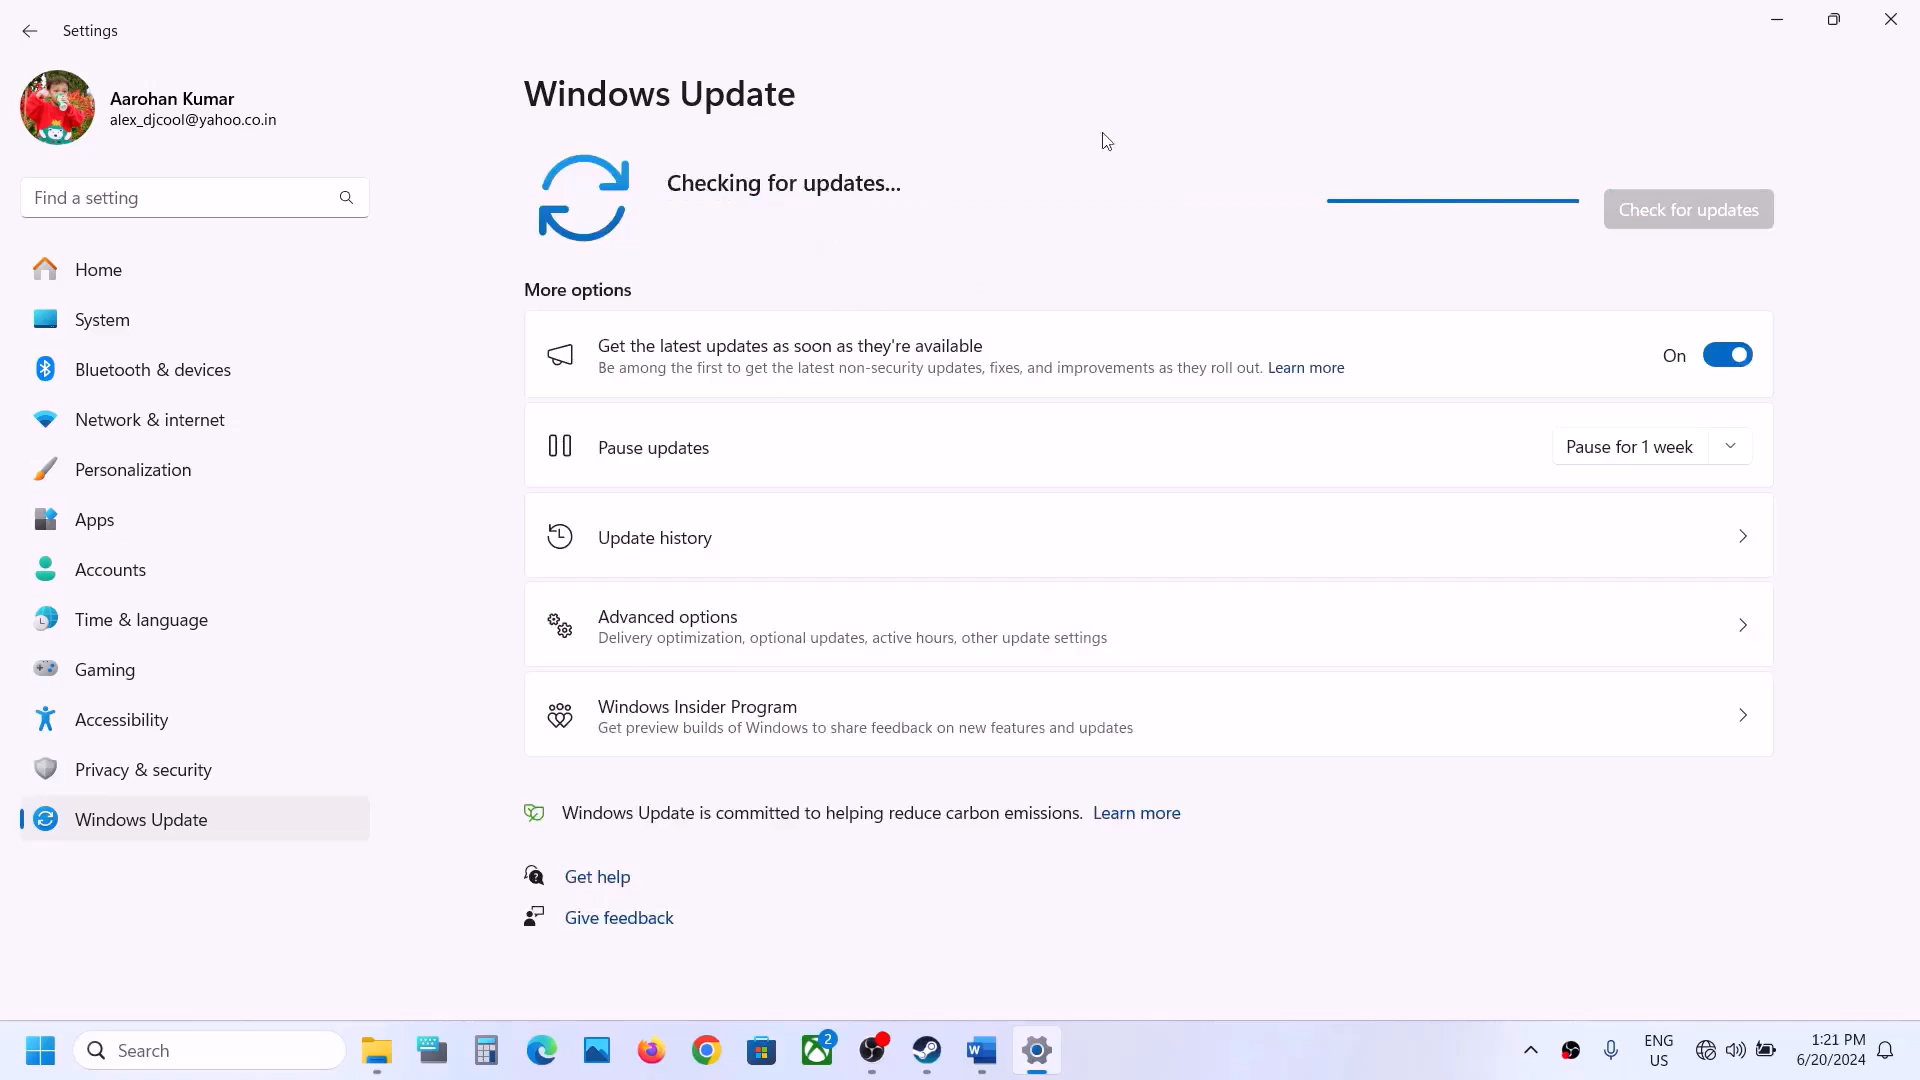 Settings
Aarohan Kumar
alex_djcool@yahoo.co.in
Find a setting
Home
System
Bluetooth & devices
Network & internet
Personalization
Apps
Accounts
Time & language
Gaming
Accessibility
Privacy & security
Windows Update
Windows Update
Checking for updates...
Check for updates
More options
Get the latest updates as soon as they're available
Be among the first to get the latest non-security updates, fixes, and improvements as they roll out. Learn more
On
Pause updates
Pause for 1 week
Update history
Advanced options
Delivery optimization, optional updates, active hours, other update settings
Windows Insider Program
Get preview builds of Windows to share feedback on new features and updates
Windows Update is committed to helping reduce carbon emissions. Learn more
Get help
Give feedback
Search
2
ENG
US
1:21 PM
6/20/2024